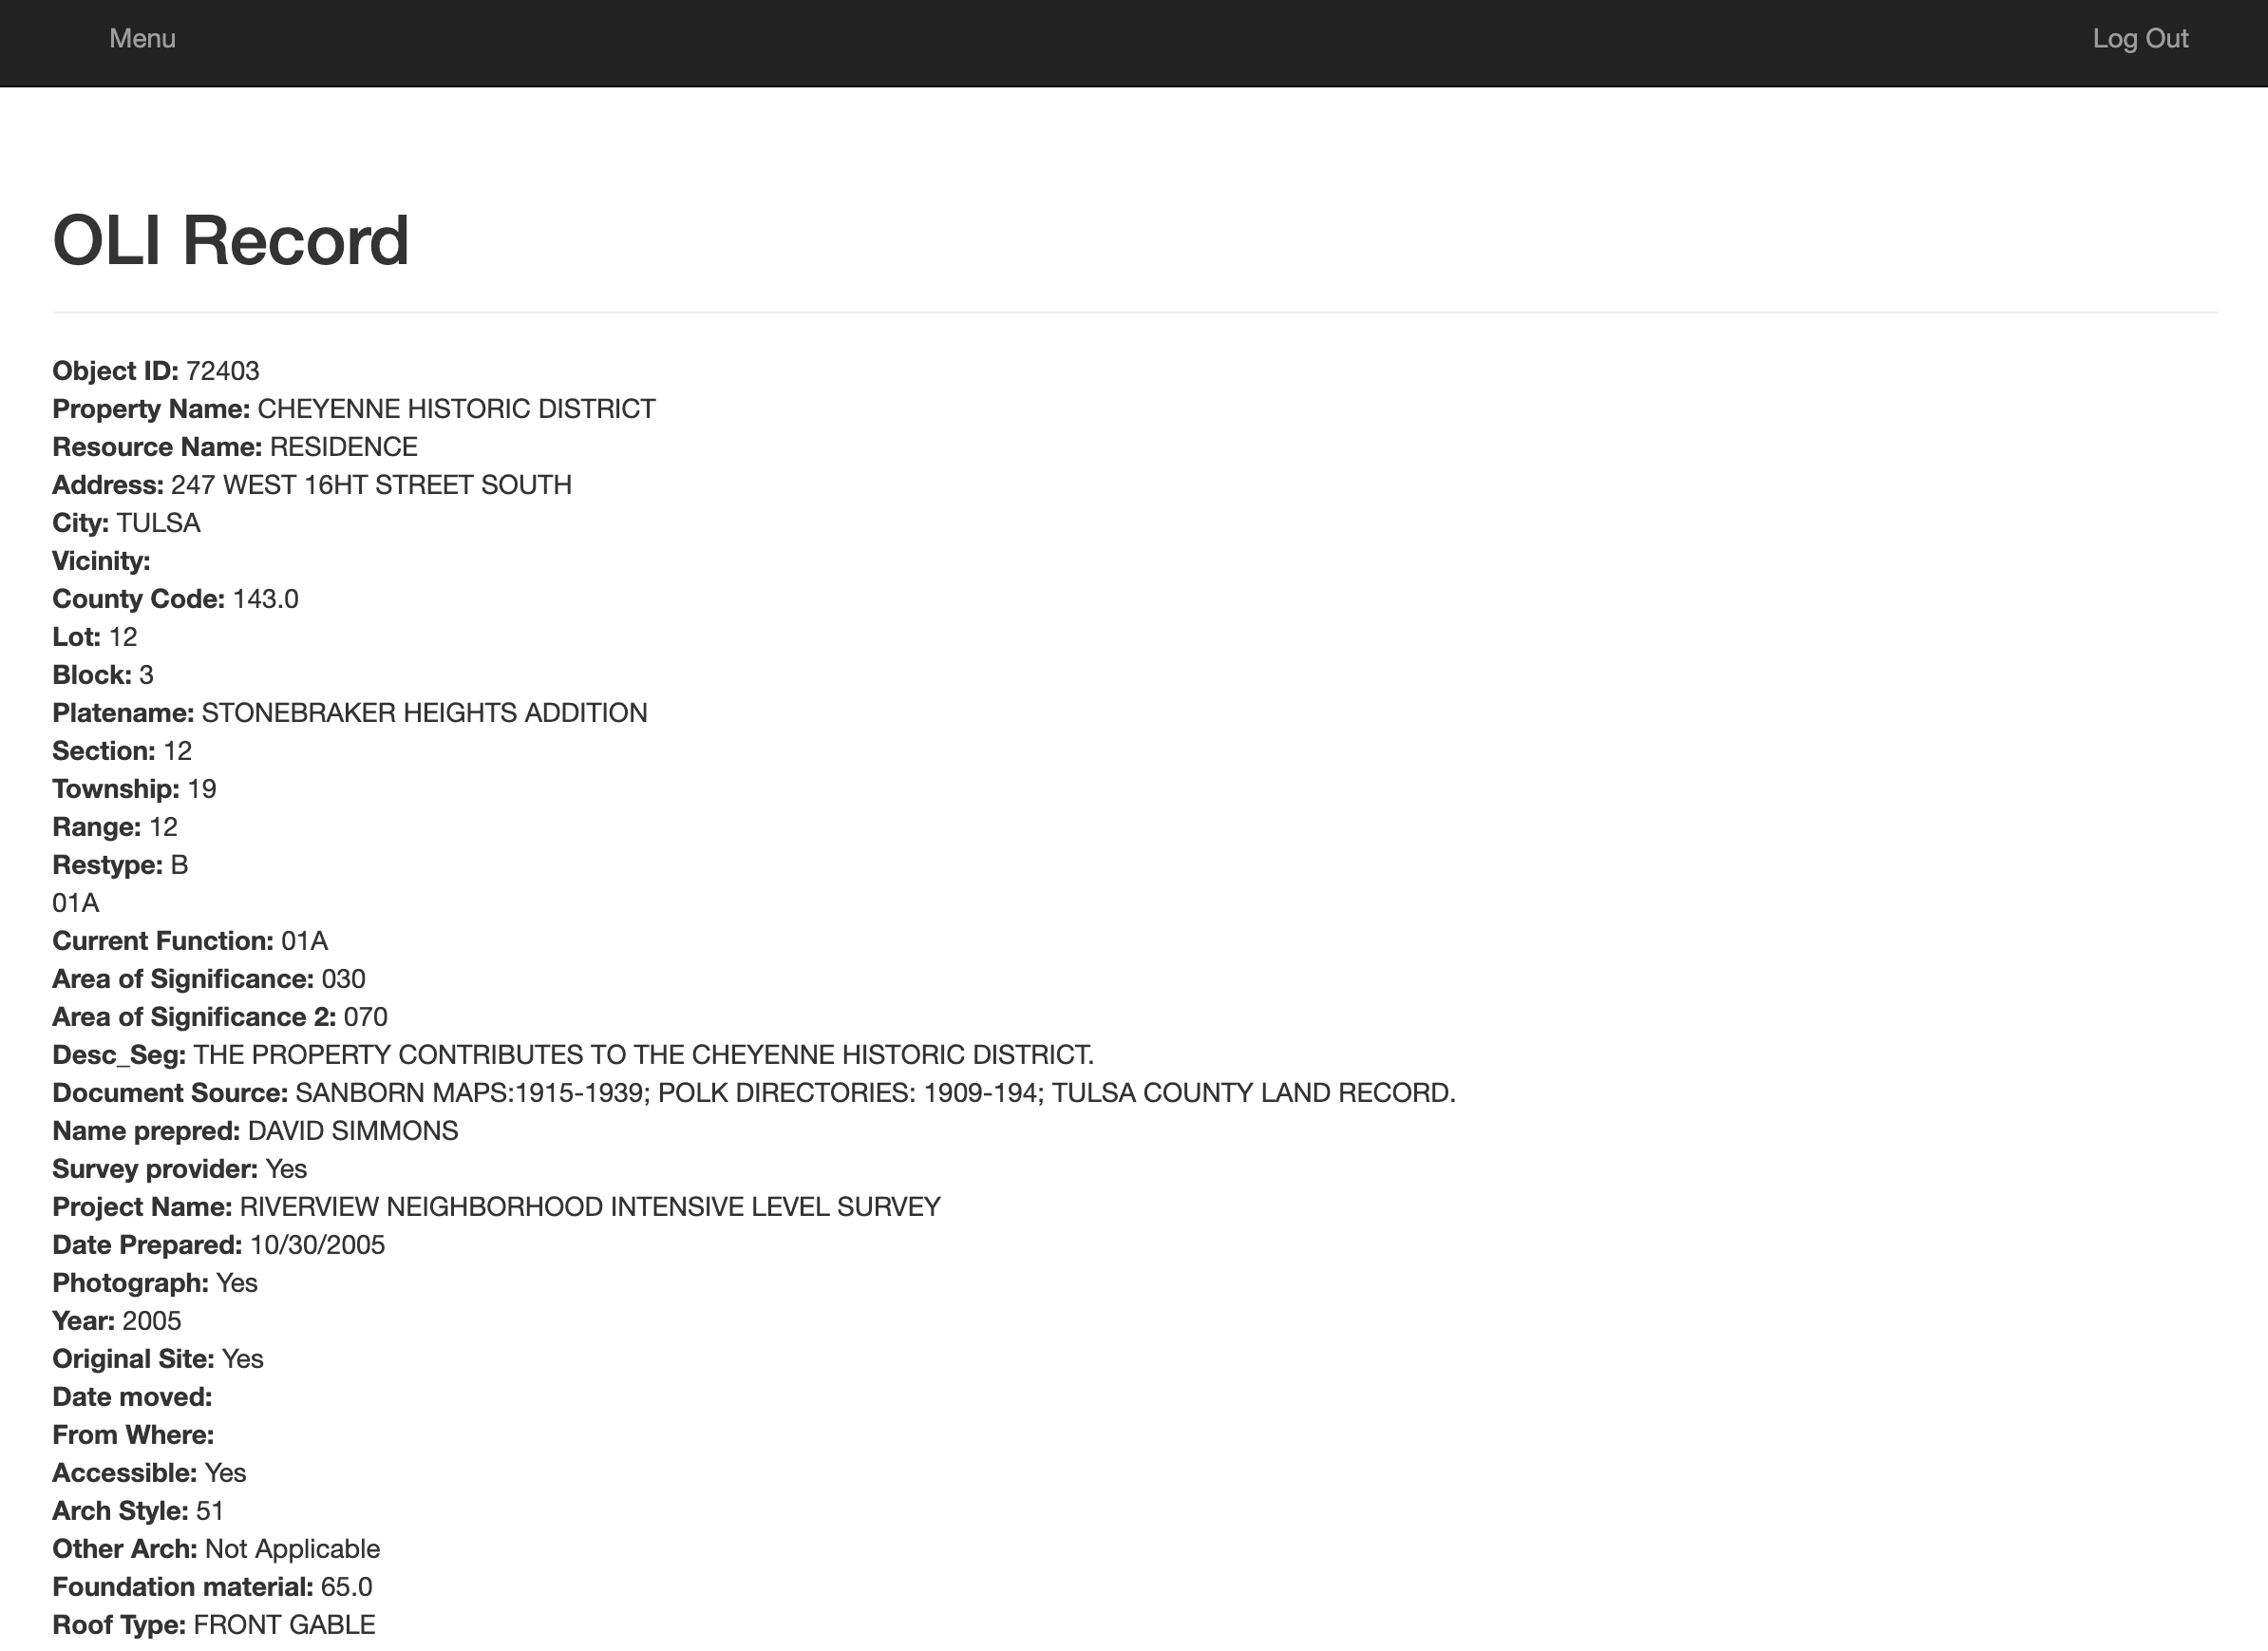 Menu
Log Out
OLI Record
Object ID: 72403
Property Name: CHEYENNE HISTORIC DISTRICT
Resource Name: RESIDENCE
Address: 247 WEST 16HT STREET SOUTH
City: TULSA
Vicinity:
County Code: 143.0
Lot: 12
Block: 3
Platename: STONEBRAKER HEIGHTS ADDITION
Section: 12
Township: 19
Range: 12
Restype: B
01A
Current Function: 01A
Area of Significance: 030
Area of Significance 2: 070
Desc_Seg: THE PROPERTY CONTRIBUTES TO THE CHEYENNE HISTORIC DISTRICT.
Document Source: SANBORN MAPS:1915-1939; POLK DIRECTORIES: 1909-194; TULSA COUNTY LAND RECORD.
Name prepred: DAVID SIMMONS
Survey provider: Yes
Project Name: RIVERVIEW NEIGHBORHOOD INTENSIVE LEVEL SURVEY
Date Prepared: 10/30/2005
Photograph: Yes
Year: 2005
Original Site: Yes
Date moved:
From Where:
Accessible: Yes
Arch Style: 51
Other Arch: Not Applicable
Foundation material: 65.0
Roof Type: FRONT GABLE